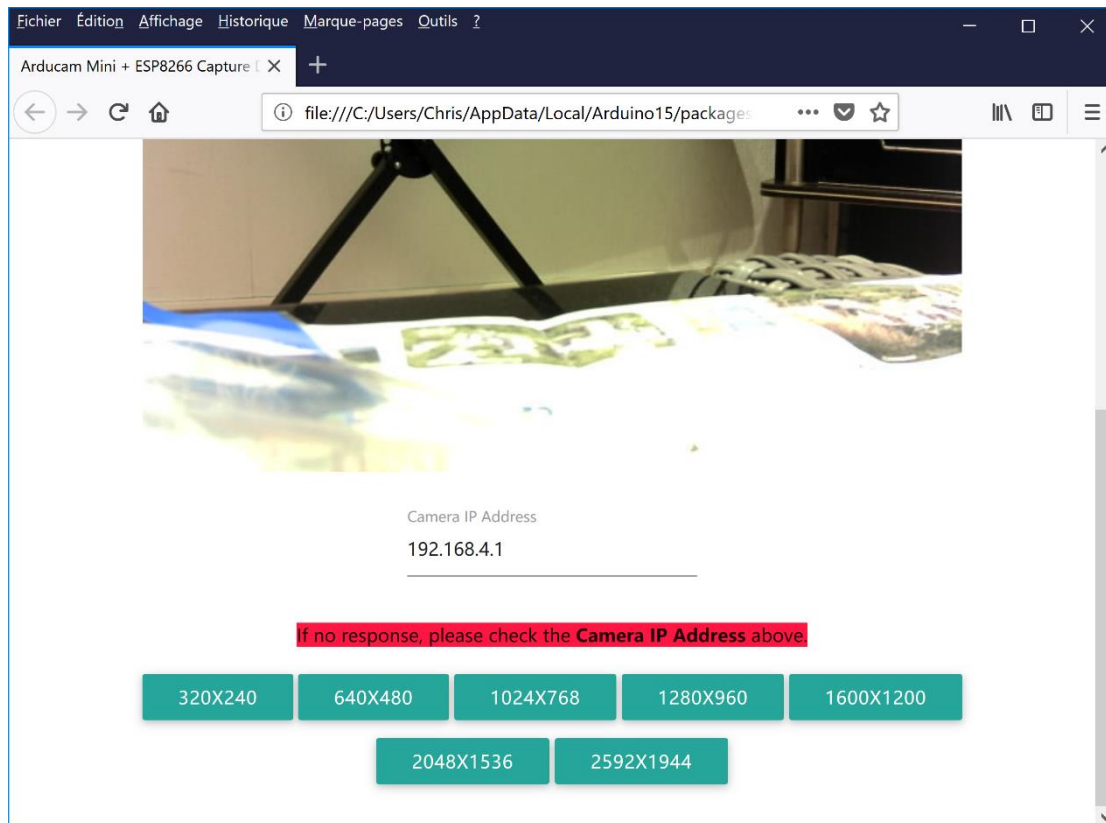 Fichier Édition Affichage Historique Marque-pages Outils ?
Arducam Mini + ESP8266 Capture
file:///C:/Users/Chris/AppData/Local/Arduino15/packages
Camera IP Address
192.168.4.1
If no response, please check the Camera IP Address above.
320X240 640X480 1024X768 1280X960 1600X1200
2048X1536 2592X1944